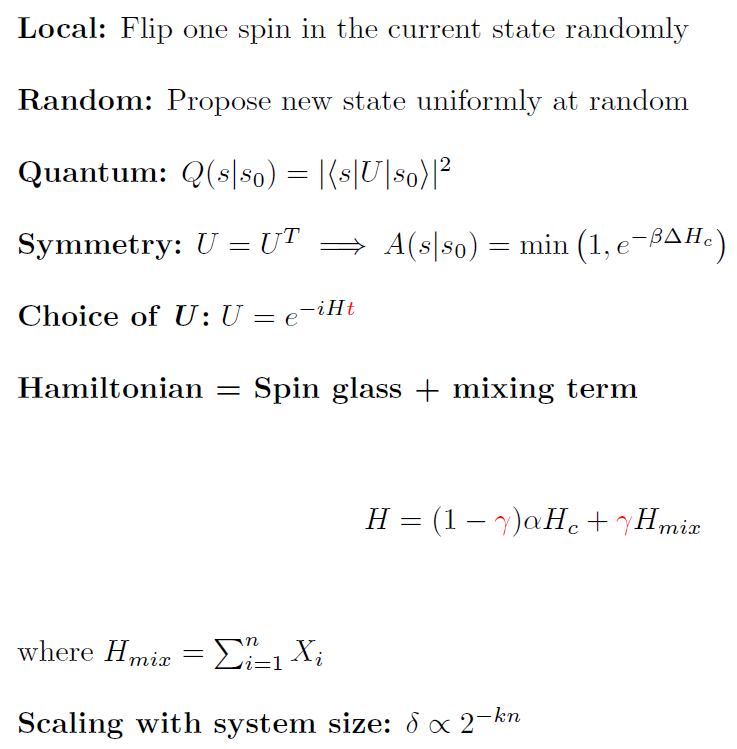 Local: Flip one spin in the current state randomly
Random: Propose new state uniformly at random
Quantum: $Q(s|s_0) = |\langle s|U|s_0\rangle|^2$
Symmetry: $U = U^T \implies A(s|s_0) = \min\left(1, e^{-\beta\Delta H_c}\right)$
Choice of $U$: $U = e^{-iHt}$
Hamiltonian = Spin glass + mixing term
$H = (1 - \gamma)\alpha H_c + \gamma H_{mix}$
where $H_{mix} = \sum_{i=1}^{n} X_i$
Scaling with system size: $\delta \propto 2^{-kn}$